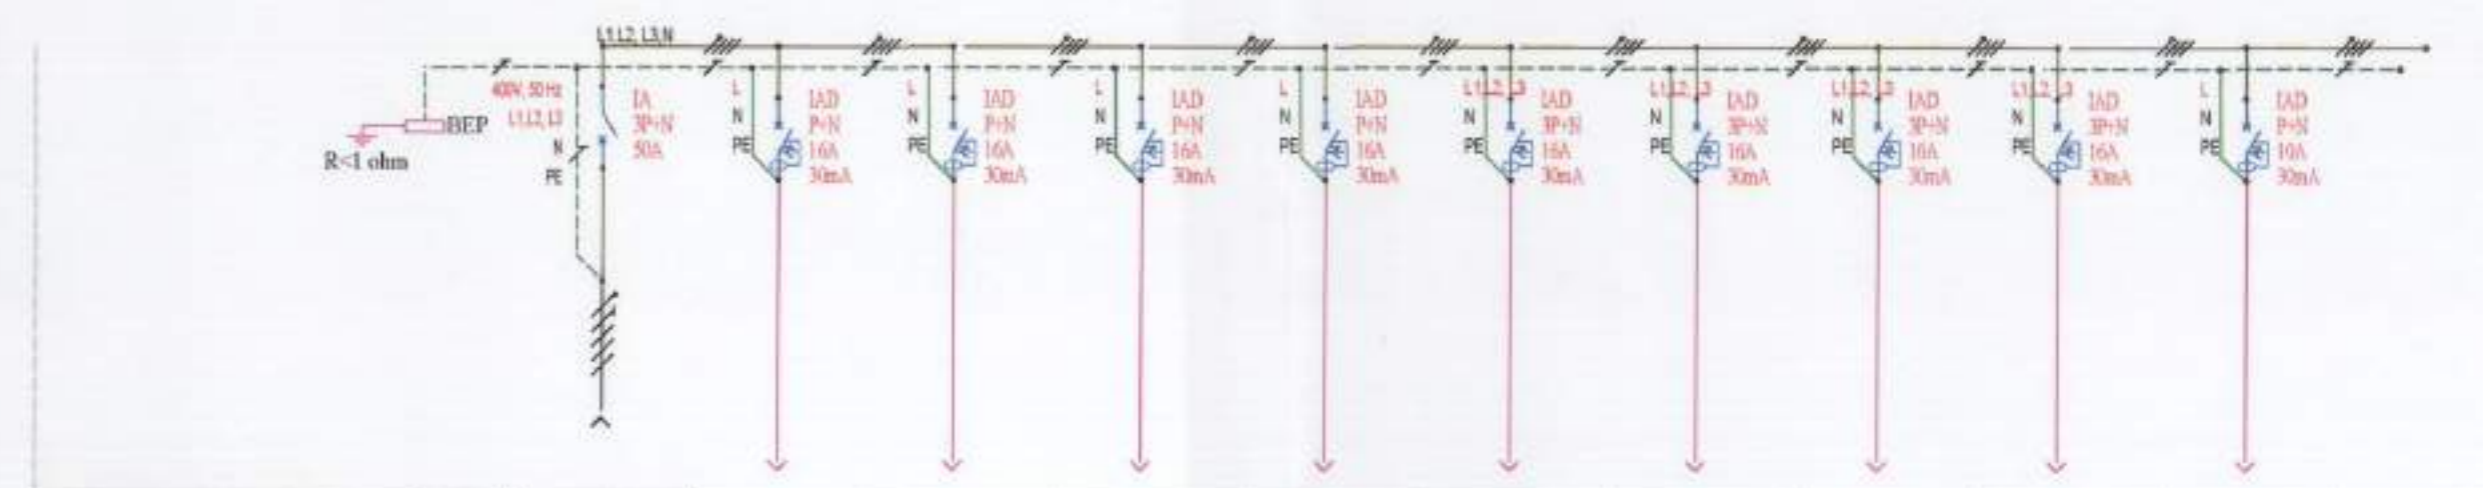 L1,L2, L3,N
400V, 50 Hz
L1,L2, L3
N
PE
BEP
R<1 ohm
IA
3P+N
50A
L
N
PE
IAD
P+N
16A
30mA
L
N
PE
IAD
P+N
16A
30mA
L
N
PE
IAD
P+N
16A
30mA
L
N
PE
IAD
P+N
16A
30mA
L1,L2, L3
N
PE
IAD
3P+N
16A
30mA
L1,L2, L3
N
PE
IAD
3P+N
16A
30mA
L1,L2, L3
N
PE
IAD
3P+N
16A
30mA
L1,L2, L3
N
PE
IAD
3P+N
16A
30mA
L
N
PE
IAD
P+N
10A
30mA